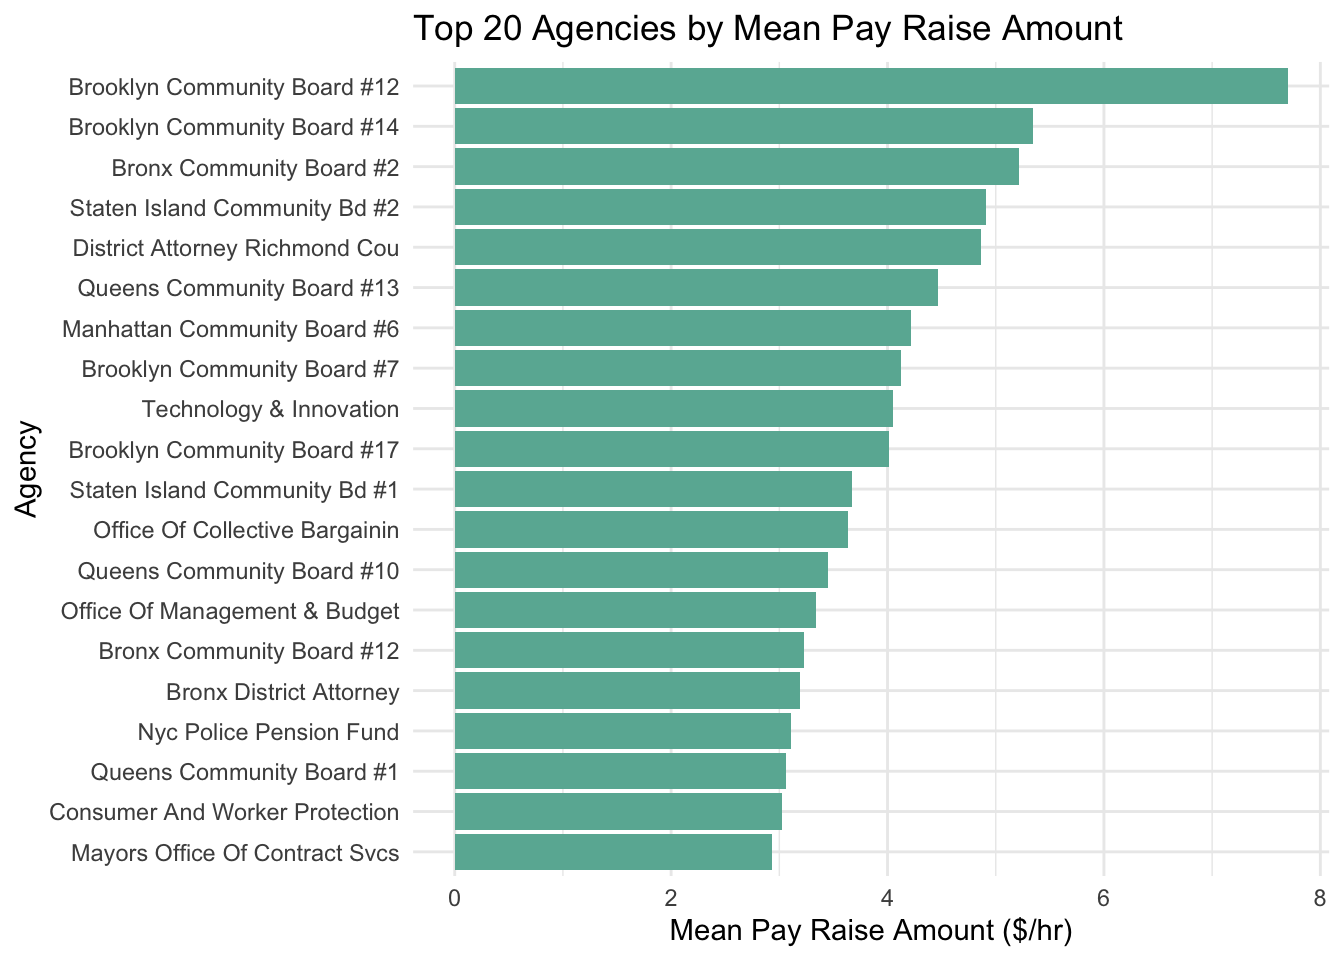 Top 20 Agencies by Mean Pay Raise Amount
Agency
Brooklyn Community Board #12
Brooklyn Community Board #14
Bronx Community Board #2
Staten Island Community Bd #2
District Attorney Richmond Cou
Queens Community Board #13
Manhattan Community Board #6
Brooklyn Community Board #7
Technology & Innovation
Brooklyn Community Board #17
Staten Island Community Bd #1
Office Of Collective Bargainin
Queens Community Board #10
Office Of Management & Budget
Bronx Community Board #12
Bronx District Attorney
Nyc Police Pension Fund
Queens Community Board #1
Consumer And Worker Protection
Mayors Office Of Contract Svcs
0 2 4 6 8
Mean Pay Raise Amount ($/hr)